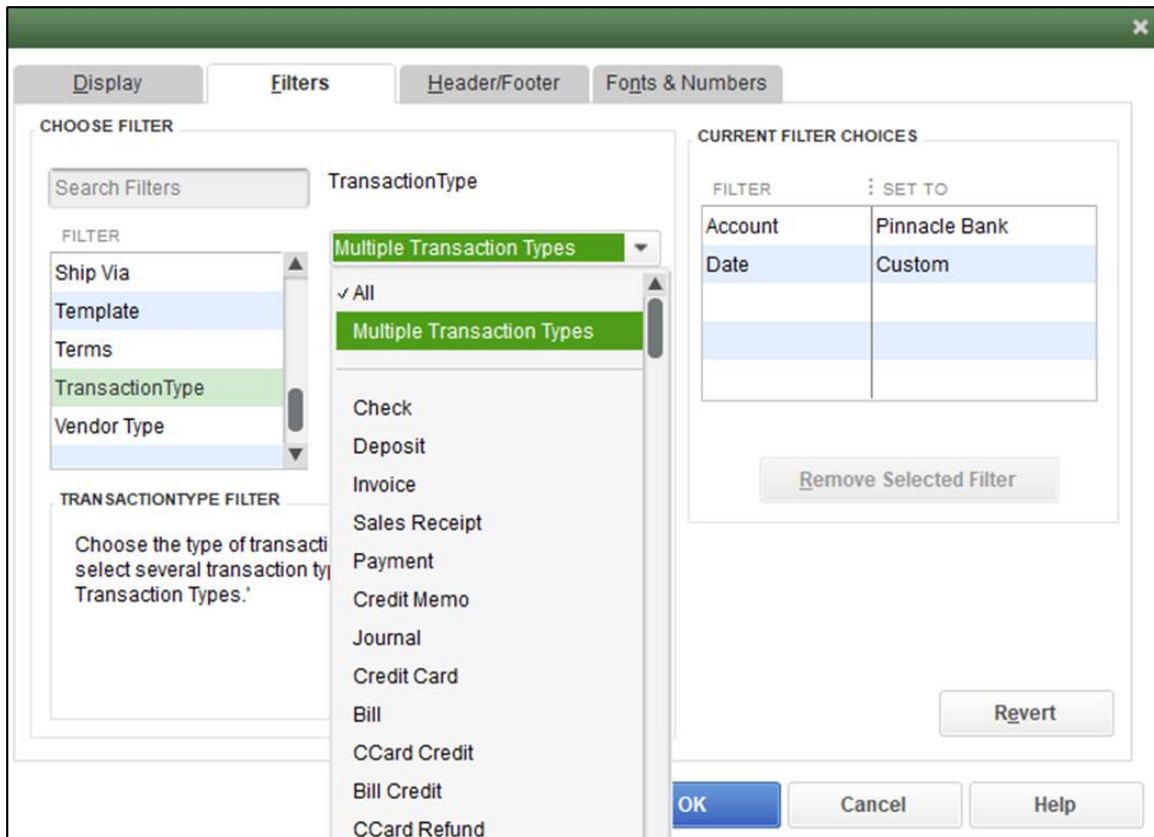 Display
Filters
Header/Footer
Fonts & Numbers
CHOOSE FILTER
Search Filters
TransactionType
FILTER
Ship Via
Template
Terms
TransactionType
Vendor Type
Multiple Transaction Types
✓ All
Multiple Transaction Types
Check
Deposit
Invoice
Sales Receipt
Payment
Credit Memo
Journal
Credit Card
Bill
CCard Credit
Bill Credit
CCard Refund
TRANSACTIONTYPE FILTER
Choose the type of transacti
select several transaction typ
Transaction Types.'
CURRENT FILTER CHOICES
FILTER SET TO
Account Pinnacle Bank
Date Custom
Remove Selected Filter
Revert
OK
Cancel
Help